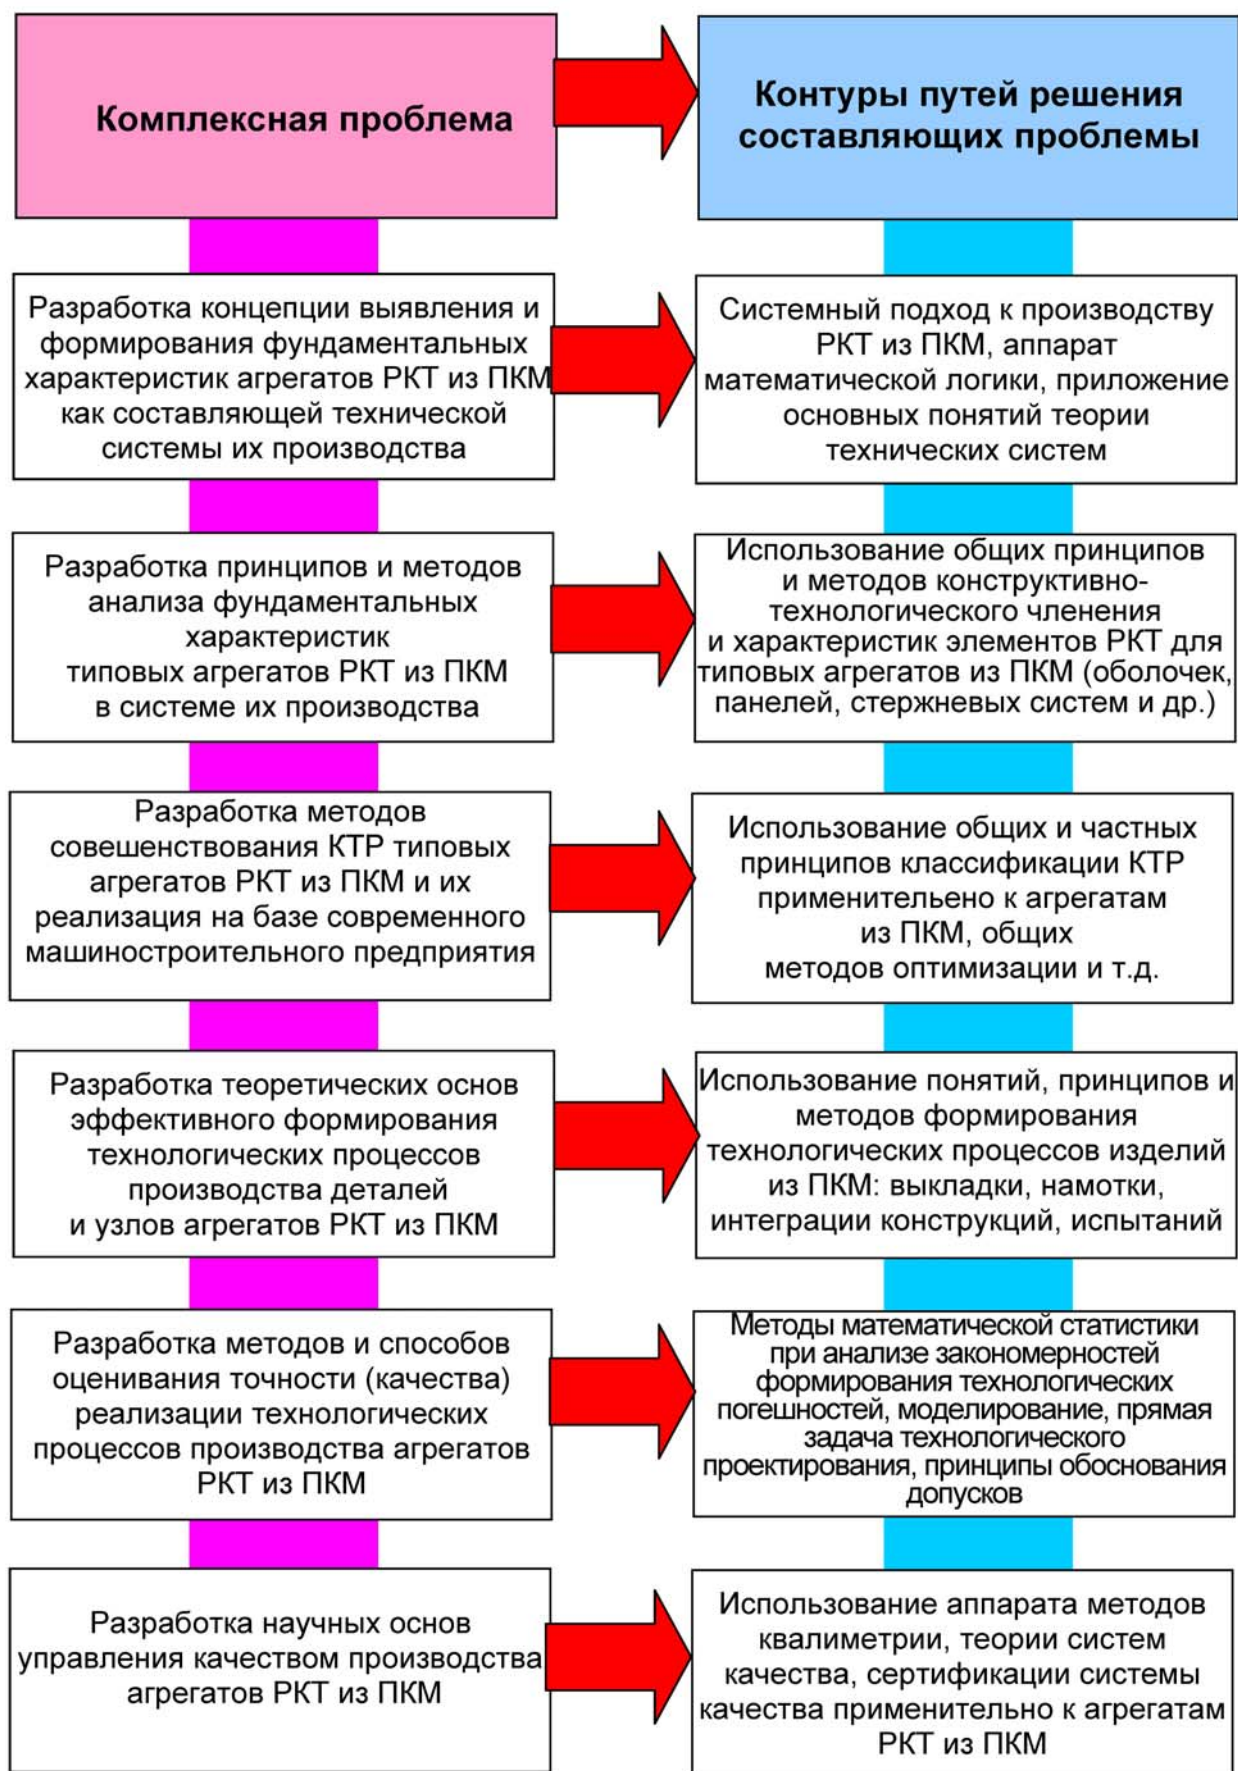 Комплексная проблема
Контуры путей решения
составляющих проблемы
Разработка концепции выявления и
формирования фундаментальных
характеристик агрегатов РКТ из ПКМ
как составляющей технической
системы их производства
Системный подход к производству
РКТ из ПКМ, аппарат
математической логики, приложение
основных понятий теории
технических систем
Разработка принципов и методов
анализа фундаментальных
характеристик
типовых агрегатов РКТ из ПКМ
в системе их производства
Использование общих принципов
и методов конструктивно-
технологического членения
и характеристик элементов РКТ для
типовых агрегатов из ПКМ (оболочек,
панелей, стержневых систем и др.)
Разработка методов
совешенствования КТР типовых
агрегатов РКТ из ПКМ и их
реализация на базе современного
машиностроительного предприятия
Использование общих и частных
принципов классификации КТР
применительено к агрегатам
из ПКМ, общих
методов оптимизации и т.д.
Разработка теоретических основ
эффективного формирования
технологических процессов
производства деталей
и узлов агрегатов РКТ из ПКМ
Использование понятий, принципов и
методов формирования
технологических процессов изделий
из ПКМ: выкладки, намотки,
интеграции конструкций, испытаний
Разработка методов и способов
оценивания точности (качества)
реализации технологических
процессов производства агрегатов
РКТ из ПКМ
Методы математической статистики
при анализе закономерностей
формирования технологических
погешностей, моделирование, прямая
задача технологического
проектирования, принципы обоснования
допусков
Разработка научных основ
управления качеством производства
агрегатов РКТ из ПКМ
Использование аппарата методов
квалиметрии, теории систем
качества, сертификации системы
качества применительно к агрегатам
РКТ из ПКМ